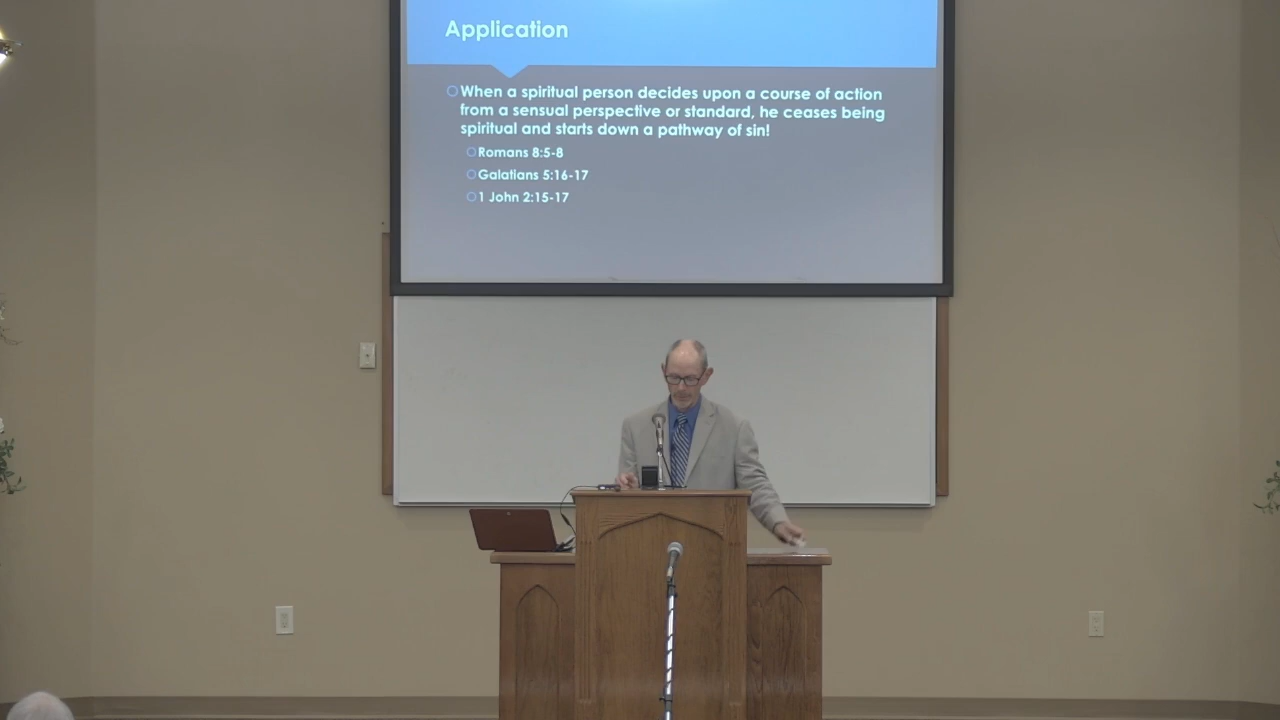 Application
When a spiritual person decides upon a course of action
from a sensual perspective or standard, he ceases being
spiritual and starts down a pathway of sin!
Romans 8:5-8
Galatians 5:16-17
1 John 2:15-17